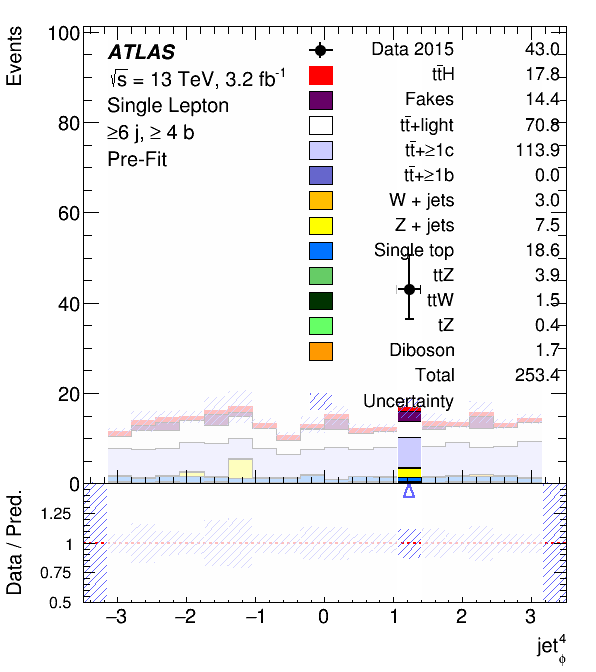 Events
100
80
60
40
20
0
ATLAS
√s = 13 TeV, 3.2 fb⁻¹
Single Lepton
≥6 j, ≥ 4 b
Pre-Fit
Data 2015 43.0
tt̄H 17.8
Fakes 14.4
tt̄+light 70.8
tt̄+≥1c 113.9
tt̄+≥1b 0.0
W + jets 3.0
Z + jets 7.5
Single top 18.6
ttZ 3.9
ttW 1.5
tZ 0.4
Diboson 1.7
Total 253.4
Uncertainty
Data / Pred.
1.25
1
0.75
0.5
−3 −2 −1 0 1 2 3
jet⁴ϕ